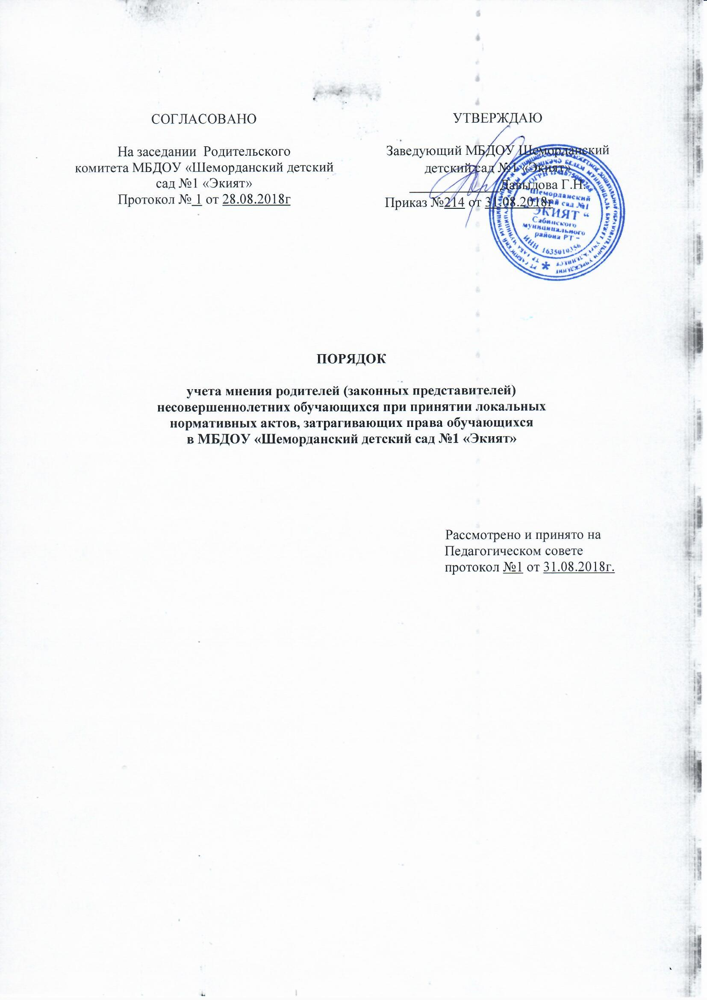 СОГЛАСОВАНО
На заседании Родительского
комитета МБДОУ «Шеморданский детский
сад №1 «Экият»
Протокол № 1 от 28.08.2018г
УТВЕРЖДАЮ
Заведующий МБДОУ Шеморданский
детский сад №1 «Экият»
______________Давыдова Г.Н.
Приказ №214 от 31.08.2018г
"Шеморданский
детский сад №1
" ЭКИЯТ "
Сабинского
муниципального
района РТ
ИНН 1635010356
ПОРЯДОК
учета мнения родителей (законных представителей)
несовершеннолетних обучающихся при принятии локальных
нормативных актов, затрагивающих права обучающихся
в МБДОУ «Шеморданский детский сад №1 «Экият»
Рассмотрено и принято на
Педагогическом совете
протокол №1 от 31.08.2018г.